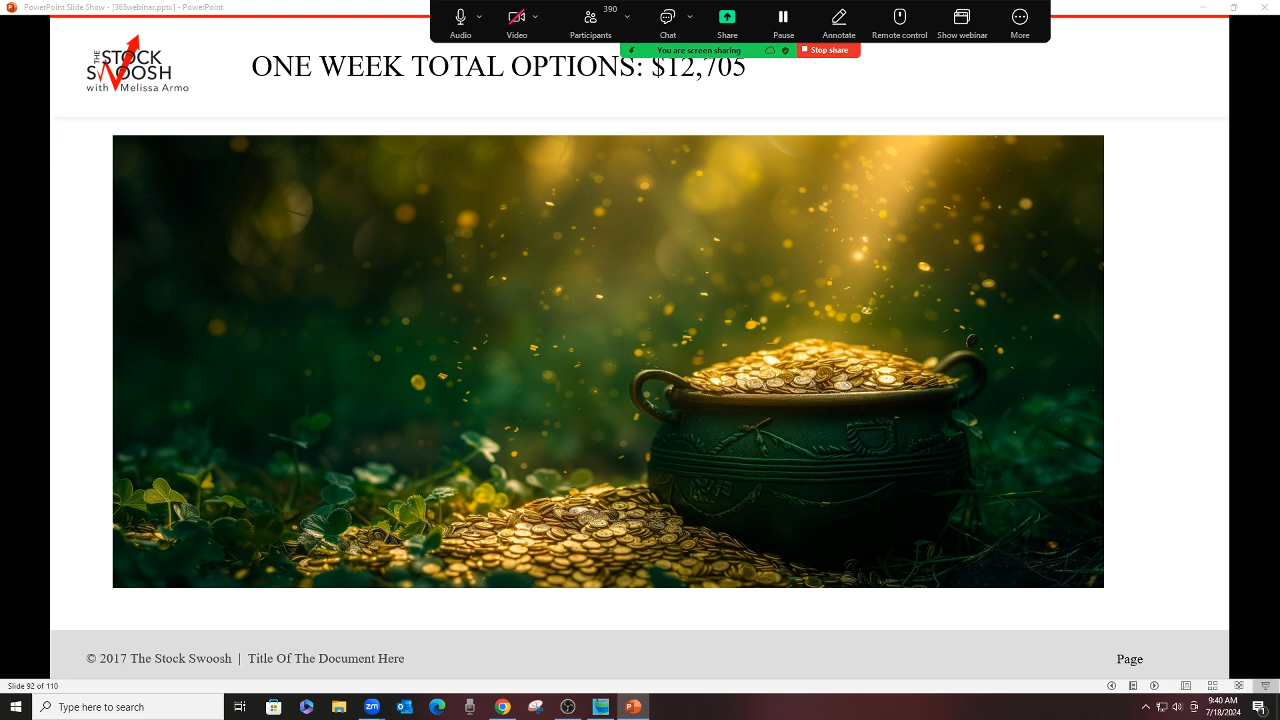 PowerPoint Slide Show - [365webinar.pptx] - PowerPoint
390
Audio
Video
Participants
Chat
Share
Pause
Annotate
Remote control
Show webinar
More
You are screen sharing
Stop share
THE STOCK
SWOOSH
with Melissa Armo
ONE WEEK TOTAL OPTIONS: $12,705
© 2017 The Stock Swoosh | Title Of The Document Here
Page
Slide 92 of 110
Type here to search
zm
9:40 AM
7/18/2024